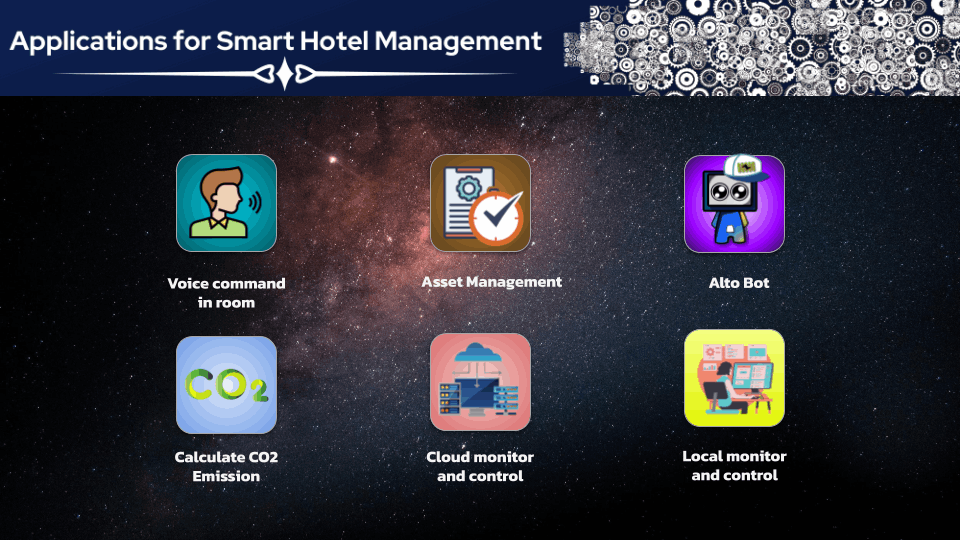 Applications for Smart Hotel Management
Voice command
in room
Asset Management
Alto Bot
CO2
Calculate CO2
Emission
Cloud monitor
and control
Local monitor
and control